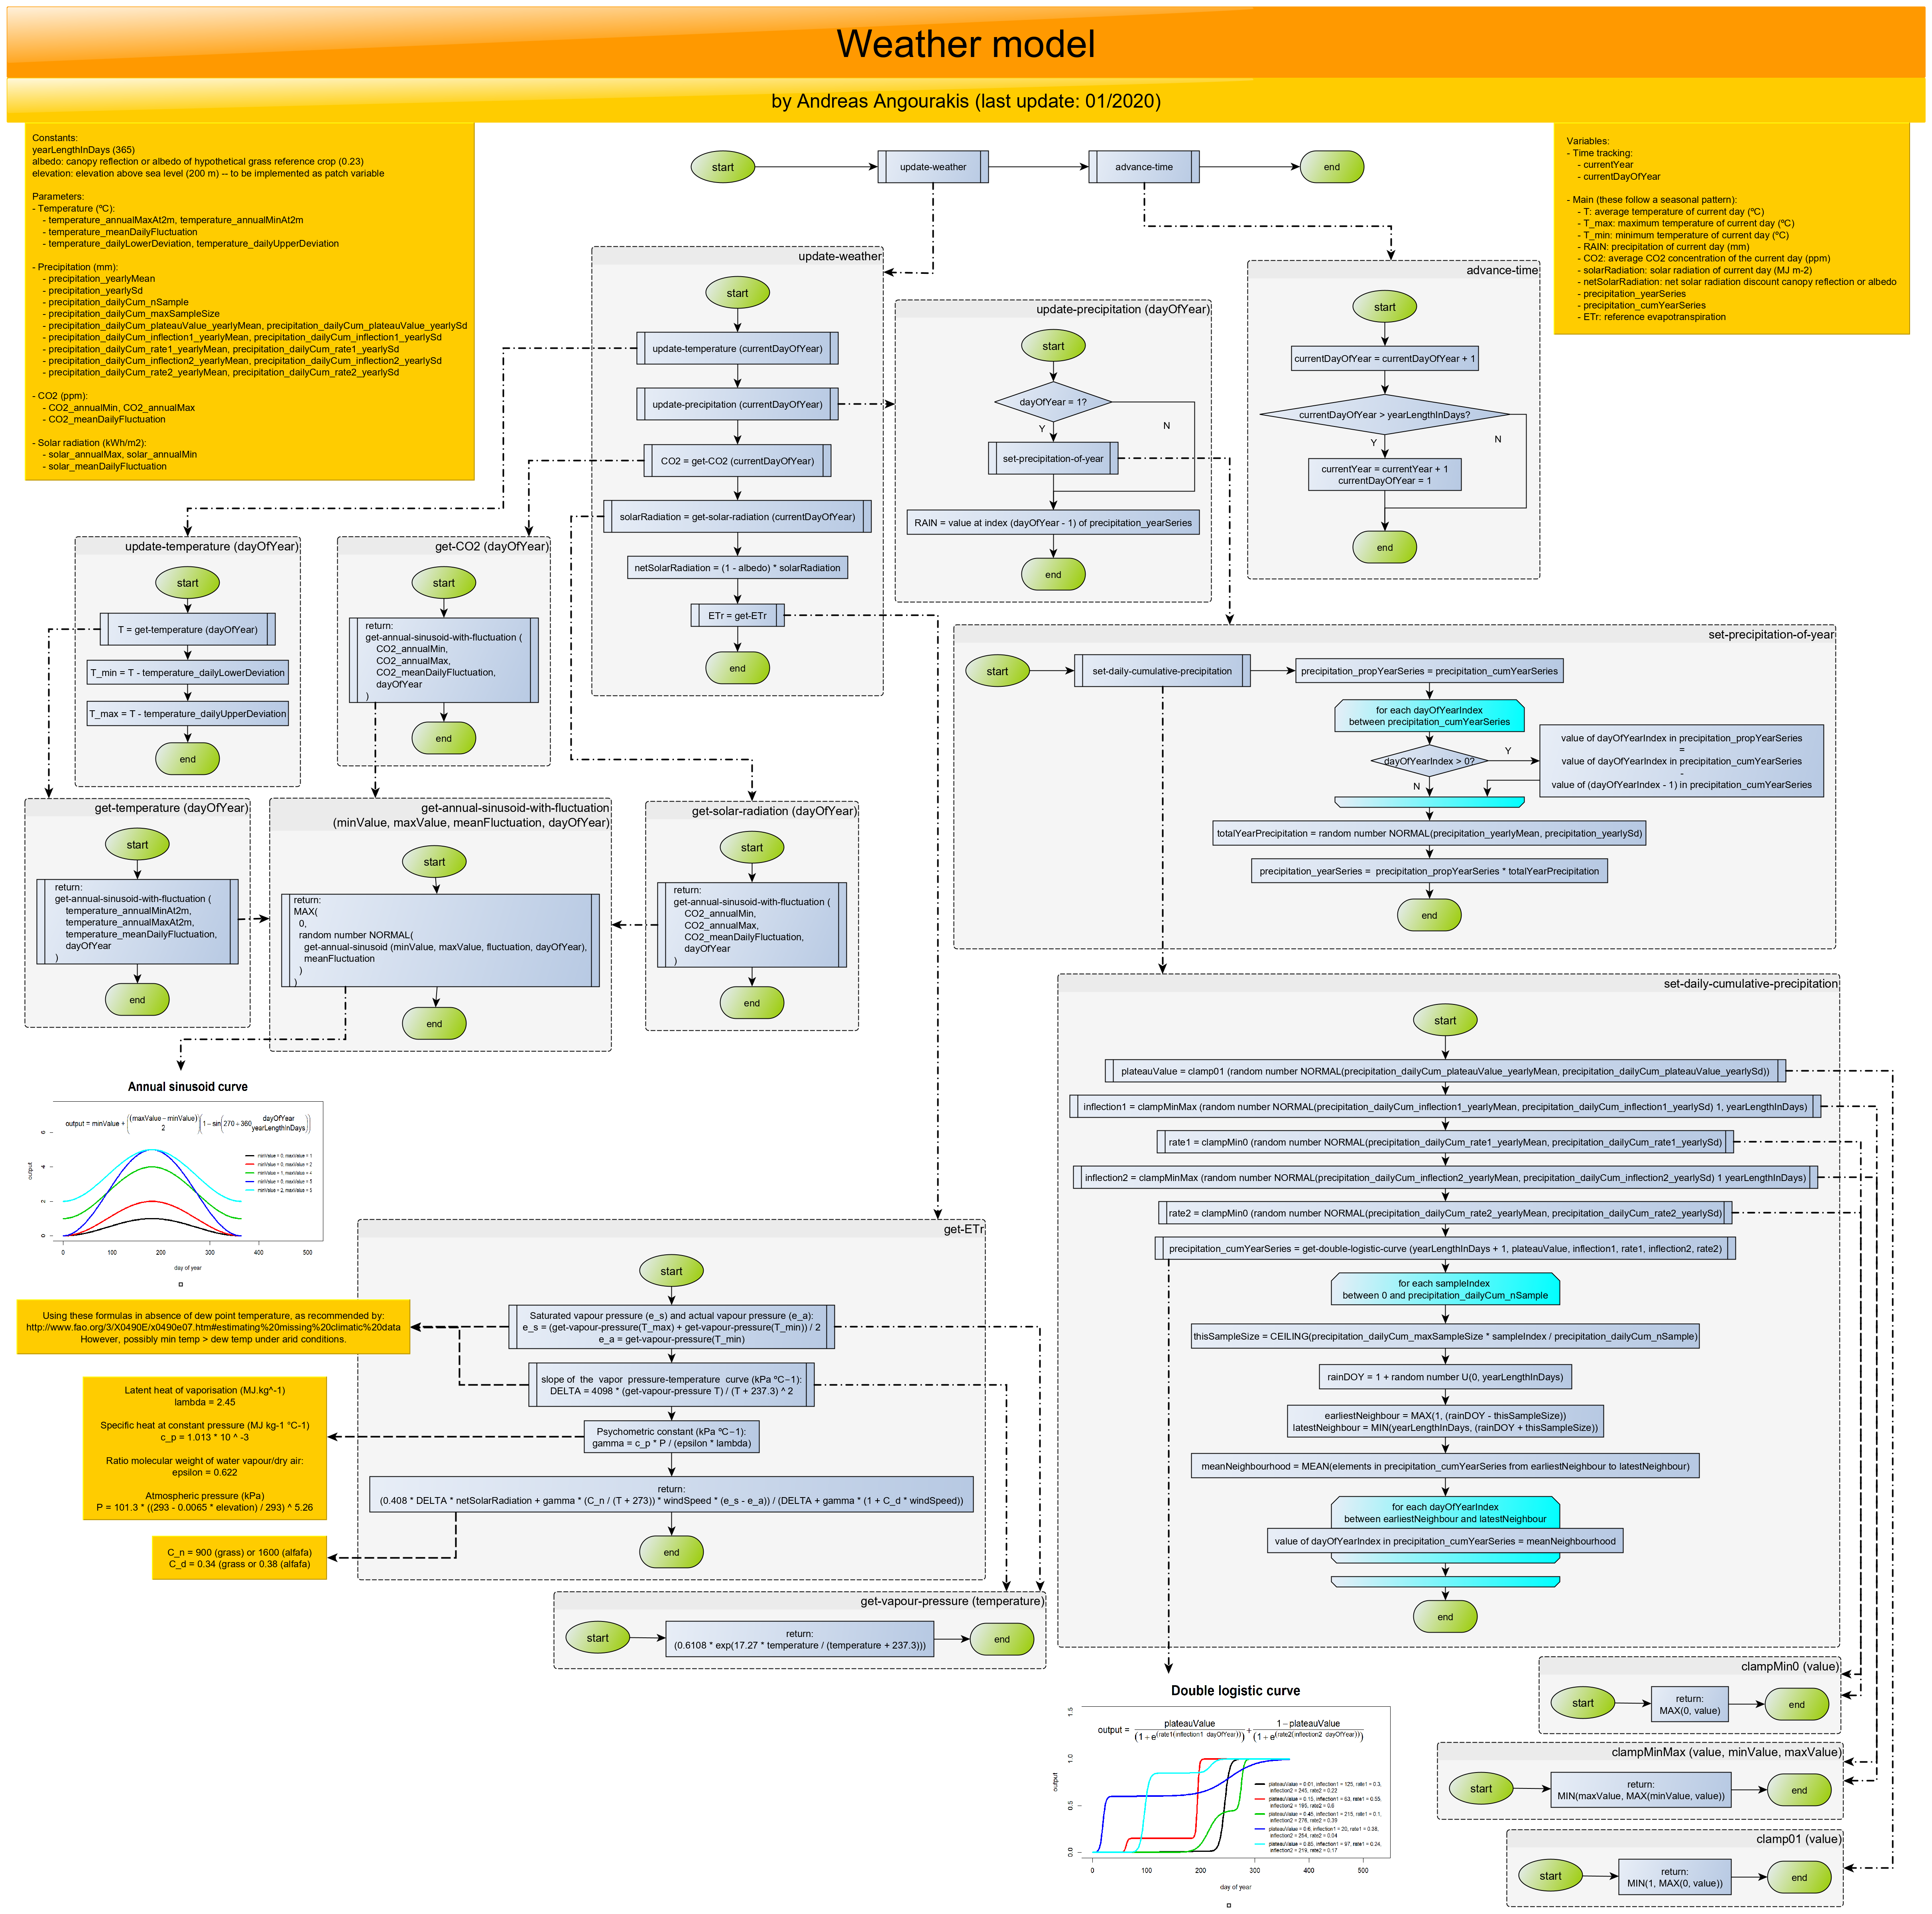 Weather model
by Andreas Angourakis (last update: 01/2020)
Constants:
yearLengthInDays (365)
albedo: canopy reflection or albedo of hypothetical grass reference crop (0.23)
elevation: elevation above sea level (200 m) -- to be implemented as patch variable
Parameters:
- Temperature (ºC):
- temperature_annualMaxAt2m, temperature_annualMinAt2m
- temperature_meanDailyFluctuation
- temperature_dailyLowerDeviation, temperature_dailyUpperDeviation
- Precipitation (mm):
- precipitation_yearlyMean
- precipitation_yearlySd
- precipitation_dailyCum_nSample
- precipitation_dailyCum_maxSampleSize
- precipitation_dailyCum_plateauValue_yearlyMean, precipitation_dailyCum_plateauValue_yearlySd
- precipitation_dailyCum_inflection1_yearlyMean, precipitation_dailyCum_inflection1_yearlySd
- precipitation_dailyCum_rate1_yearlyMean, precipitation_dailyCum_rate1_yearlySd
- precipitation_dailyCum_inflection2_yearlyMean, precipitation_dailyCum_inflection2_yearlySd
- precipitation_dailyCum_rate2_yearlyMean, precipitation_dailyCum_rate2_yearlySd
- CO2 (ppm):
- CO2_annualMin, CO2_annualMax
- CO2_meanDailyFluctuation
- Solar radiation (kWh/m2):
- solar_annualMax, solar_annualMin
- solar_meanDailyFluctuation
start
update-weather
advance-time
end
Variables:
- Time tracking:
- currentYear
- currentDayOfYear
- Main (these follow a seasonal pattern):
- T: average temperature of current day (ºC)
- T_max: maximum temperature of current day (ºC)
- T_min: minimum temperature of current day (ºC)
- RAIN: precipitation of current day (mm)
- CO2: average CO2 concentration of the current day (ppm)
- solarRadiation: solar radiation of current day (MJ m-2)
- netSolarRadiation: net solar radiation discount canopy reflection or albedo
- precipitation_yearSeries
- precipitation_cumYearSeries
- ETr: reference evapotranspiration
update-weather
start
update-temperature (currentDayOfYear)
update-precipitation (currentDayOfYear)
CO2 = get-CO2 (currentDayOfYear)
solarRadiation = get-solar-radiation (currentDayOfYear)
netSolarRadiation = (1 - albedo) * solarRadiation
ETr = get-ETr
end
update-precipitation (dayOfYear)
start
dayOfYear = 1?
Y
N
set-precipitation-of-year
RAIN = value at index (dayOfYear - 1) of precipitation_yearSeries
end
advance-time
start
currentDayOfYear = currentDayOfYear + 1
currentDayOfYear > yearLengthInDays?
Y
N
currentYear = currentYear + 1
currentDayOfYear = 1
end
update-temperature (dayOfYear)
start
T = get-temperature (dayOfYear)
T_min = T - temperature_dailyLowerDeviation
T_max = T - temperature_dailyUpperDeviation
end
get-CO2 (dayOfYear)
start
return:
get-annual-sinusoid-with-fluctuation (
CO2_annualMin,
CO2_annualMax,
CO2_meanDailyFluctuation,
dayOfYear
)
end
set-precipitation-of-year
start
set-daily-cumulative-precipitation
precipitation_propYearSeries = precipitation_cumYearSeries
for each dayOfYearIndex
between precipitation_cumYearSeries
dayOfYearIndex > 0?
Y
N
value of dayOfYearIndex in precipitation_propYearSeries
=
value of dayOfYearIndex in precipitation_cumYearSeries
-
value of (dayOfYearIndex - 1) in precipitation_cumYearSeries
totalYearPrecipitation = random number NORMAL(precipitation_yearlyMean, precipitation_yearlySd)
precipitation_yearSeries = precipitation_propYearSeries * totalYearPrecipitation
end
get-temperature (dayOfYear)
start
return:
get-annual-sinusoid-with-fluctuation (
temperature_annualMinAt2m,
temperature_annualMaxAt2m,
temperature_meanDailyFluctuation,
dayOfYear
)
end
get-annual-sinusoid-with-fluctuation
(minValue, maxValue, meanFluctuation, dayOfYear)
start
return:
MAX(
0,
random number NORMAL(
get-annual-sinusoid (minValue, maxValue, fluctuation, dayOfYear),
meanFluctuation
)
)
end
get-solar-radiation (dayOfYear)
start
return:
get-annual-sinusoid-with-fluctuation (
CO2_annualMin,
CO2_annualMax,
CO2_meanDailyFluctuation,
dayOfYear
)
end
Annual sinusoid curve
output = minValue + ((maxValue − minValue) / 2)(1 − sin(270 + 360 dayOfYear / yearLengthInDays))
minValue = 0, maxValue = 1
minValue = 0, maxValue = 2
minValue = 1, maxValue = 4
minValue = 0, maxValue = 5
minValue = 2, maxValue = 5
output
0 2 4 6
0 100 200 300 400 500
day of year
set-daily-cumulative-precipitation
start
plateauValue = clamp01 (random number NORMAL(precipitation_dailyCum_plateauValue_yearlyMean, precipitation_dailyCum_plateauValue_yearlySd))
inflection1 = clampMinMax (random number NORMAL(precipitation_dailyCum_inflection1_yearlyMean, precipitation_dailyCum_inflection1_yearlySd) 1, yearLengthInDays)
rate1 = clampMin0 (random number NORMAL(precipitation_dailyCum_rate1_yearlyMean, precipitation_dailyCum_rate1_yearlySd)
inflection2 = clampMinMax (random number NORMAL(precipitation_dailyCum_inflection2_yearlyMean, precipitation_dailyCum_inflection2_yearlySd) 1 yearLengthInDays)
rate2 = clampMin0 (random number NORMAL(precipitation_dailyCum_rate2_yearlyMean, precipitation_dailyCum_rate2_yearlySd)
precipitation_cumYearSeries = get-double-logistic-curve (yearLengthInDays + 1, plateauValue, inflection1, rate1, inflection2, rate2)
for each sampleIndex
between 0 and precipitation_dailyCum_nSample
thisSampleSize = CEILING(precipitation_dailyCum_maxSampleSize * sampleIndex / precipitation_dailyCum_nSample)
rainDOY = 1 + random number U(0, yearLengthInDays)
earliestNeighbour = MAX(1, (rainDOY - thisSampleSize))
latestNeighbour = MIN(yearLengthInDays, (rainDOY + thisSampleSize))
meanNeighbourhood = MEAN(elements in precipitation_cumYearSeries from earliestNeighbour to latestNeighbour)
for each dayOfYearIndex
between earliestNeighbour and latestNeighbour
value of dayOfYearIndex in precipitation_cumYearSeries = meanNeighbourhood
end
get-ETr
start
Saturated vapour pressure (e_s) and actual vapour pressure (e_a):
e_s = (get-vapour-pressure(T_max) + get-vapour-pressure(T_min)) / 2
e_a = get-vapour-pressure(T_min)
slope of the vapor pressure-temperature curve (kPa ºC−1):
DELTA = 4098 * (get-vapour-pressure T) / (T + 237.3) ^ 2
Psychometric constant (kPa ºC−1):
gamma = c_p * P / (epsilon * lambda)
return:
(0.408 * DELTA * netSolarRadiation + gamma * (C_n / (T + 273)) * windSpeed * (e_s - e_a)) / (DELTA + gamma * (1 + C_d * windSpeed))
end
Using these formulas in absence of dew point temperature, as recommended by:
http://www.fao.org/3/X0490E/x0490e07.htm#estimating%20missing%20climatic%20data
However, possibly min temp > dew temp under arid conditions.
Latent heat of vaporisation (MJ.kg^-1)
lambda = 2.45
Specific heat at constant pressure (MJ kg-1 °C-1)
c_p = 1.013 * 10 ^ -3
Ratio molecular weight of water vapour/dry air:
epsilon = 0.622
Atmospheric pressure (kPa)
P = 101.3 * ((293 - 0.0065 * elevation) / 293) ^ 5.26
C_n = 900 (grass) or 1600 (alfafa)
C_d = 0.34 (grass or 0.38 (alfafa)
get-vapour-pressure (temperature)
start
return:
(0.6108 * exp(17.27 * temperature / (temperature + 237.3)))
end
Double logistic curve
output = plateauValue / (1 + e^(rate1(inflection1 dayOfYear))) + 1 − plateauValue / (1 + e^(rate2(inflection2 dayOfYear)))
plateauValue = 0.01, inflection1 = 125, rate1 = 0.3,
inflection2 = 245, rate2 = 0.22
plateauValue = 0.15, inflection1 = 63, rate1 = 0.55,
inflection2 = 195, rate2 = 0.6
plateauValue = 0.45, inflection1 = 215, rate1 = 0.1,
inflection2 = 276, rate2 = 0.39
plateauValue = 0.6, inflection1 = 20, rate1 = 0.38,
inflection2 = 254, rate2 = 0.04
plateauValue = 0.85, inflection1 = 97, rate1 = 0.24,
inflection2 = 219, rate2 = 0.17
output
0.0 0.5 1.0 1.5
0 100 200 300 400 500
day of year
clampMin0 (value)
start
return:
MAX(0, value)
end
clampMinMax (value, minValue, maxValue)
start
return:
MIN(maxValue, MAX(minValue, value))
end
clamp01 (value)
start
return:
MIN(1, MAX(0, value))
end